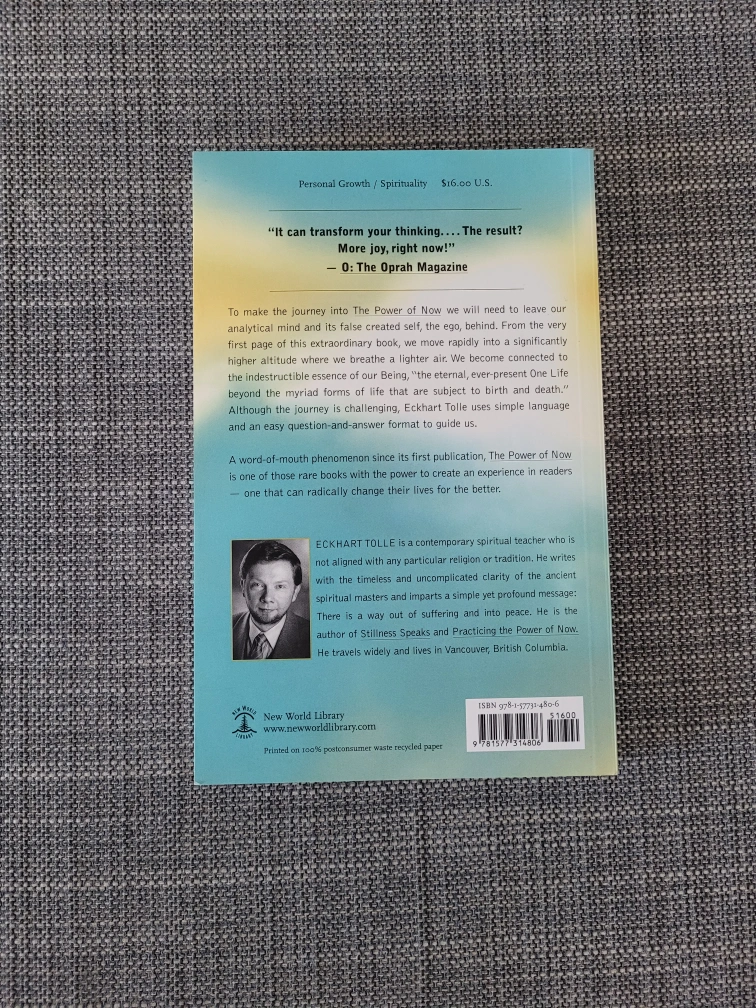 Personal Growth / Spirituality $16.00 U.S.
“It can transform your thinking.... The result?
More joy, right now!”
— O: The Oprah Magazine
To make the journey into The Power of Now we will need to leave our
analytical mind and its false created self, the ego, behind. From the very
first page of this extraordinary book, we move rapidly into a significantly
higher altitude where we breathe a lighter air. We become connected to
the indestructible essence of our Being, “the eternal, ever-present One Life
beyond the myriad forms of life that are subject to birth and death.”
Although the journey is challenging, Eckhart Tolle uses simple language
and an easy question-and-answer format to guide us.
A word-of-mouth phenomenon since its first publication, The Power of Now
is one of those rare books with the power to create an experience in readers
— one that can radically change their lives for the better.
ECKHART TOLLE is a contemporary spiritual teacher who is
not aligned with any particular religion or tradition. He writes
with the timeless and uncomplicated clarity of the ancient
spiritual masters and imparts a simple yet profound message:
There is a way out of suffering and into peace. He is the
author of Stillness Speaks and Practicing the Power of Now.
He travels widely and lives in Vancouver, British Columbia.
NEW WORLD
LIBRARY
New World Library
www.newworldlibrary.com
Printed on 100% postconsumer waste recycled paper
ISBN 978-1-57731-480-6
51600
9 781577 314806